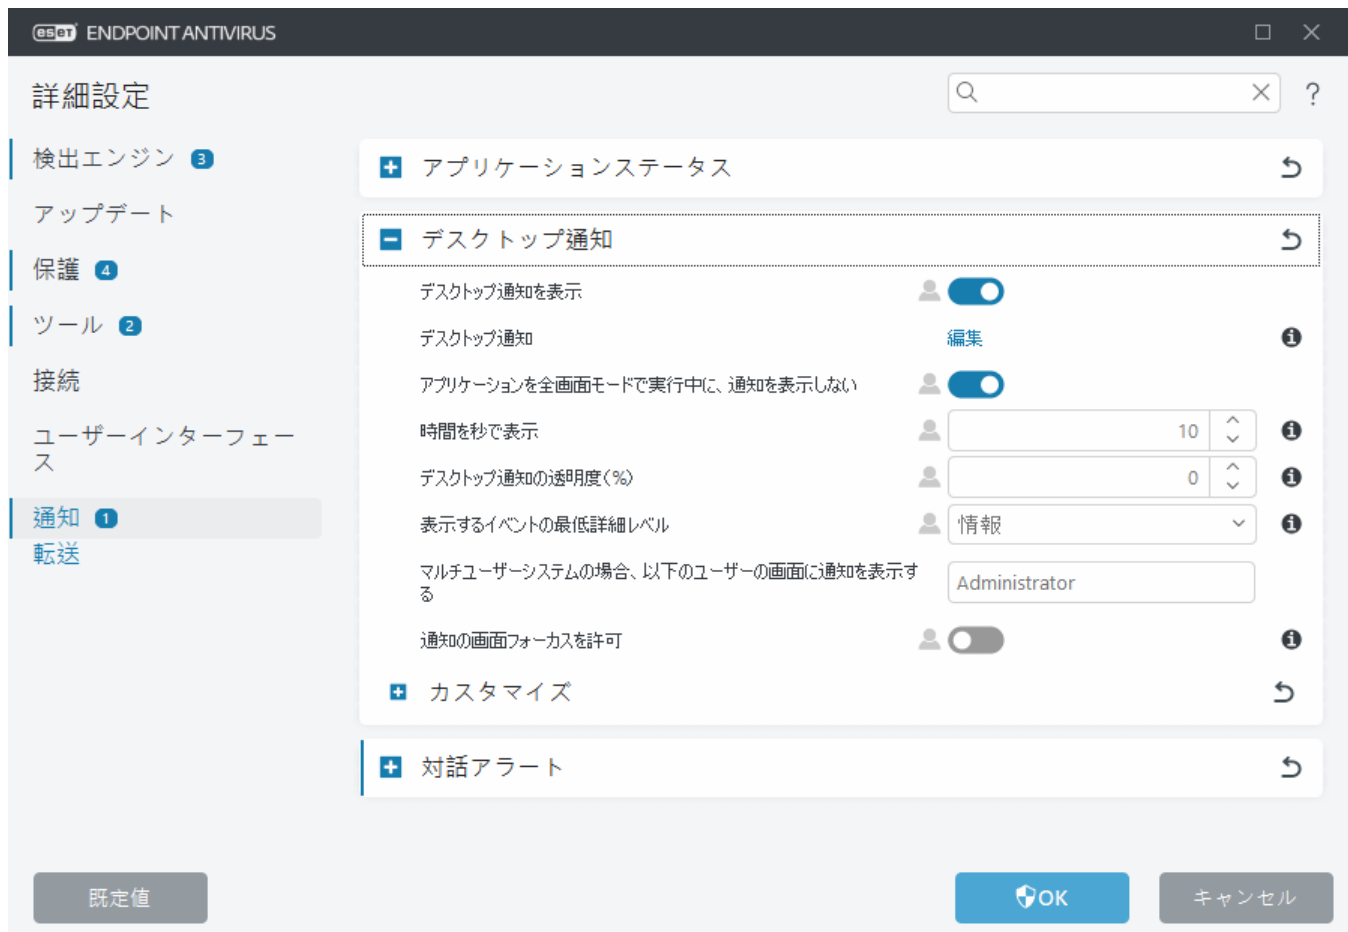 eset ENDPOINT ANTIVIRUS
詳細設定
?
検出エンジン 3
アップデート
保護 4
ツール 2
接続
ユーザーインターフェー
ス
通知 1
転送
アプリケーションステータス
デスクトップ通知
デスクトップ通知を表示
デスクトップ通知 編集
アプリケーションを全画面モードで実行中に、通知を表示しない
時間を秒で表示 10
デスクトップ通知の透明度(%) 0
表示するイベントの最低詳細レベル 情報
マルチユーザーシステムの場合、以下のユーザーの画面に通知を表示す
る
Administrator
通知の画面フォーカスを許可
カスタマイズ
対話アラート
既定値 OK キャンセル